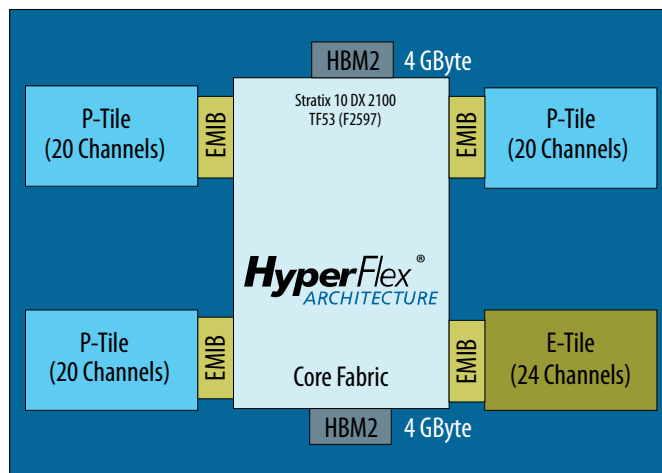 HBM2 4 GByte
Stratix 10 DX 2100
TF53 (F2597)
P-Tile
(20 Channels)
EMIB
EMIB
P-Tile
(20 Channels)
HyperFlex®
ARCHITECTURE
P-Tile
(20 Channels)
EMIB
Core Fabric
EMIB
E-Tile
(24 Channels)
HBM2 4 GByte